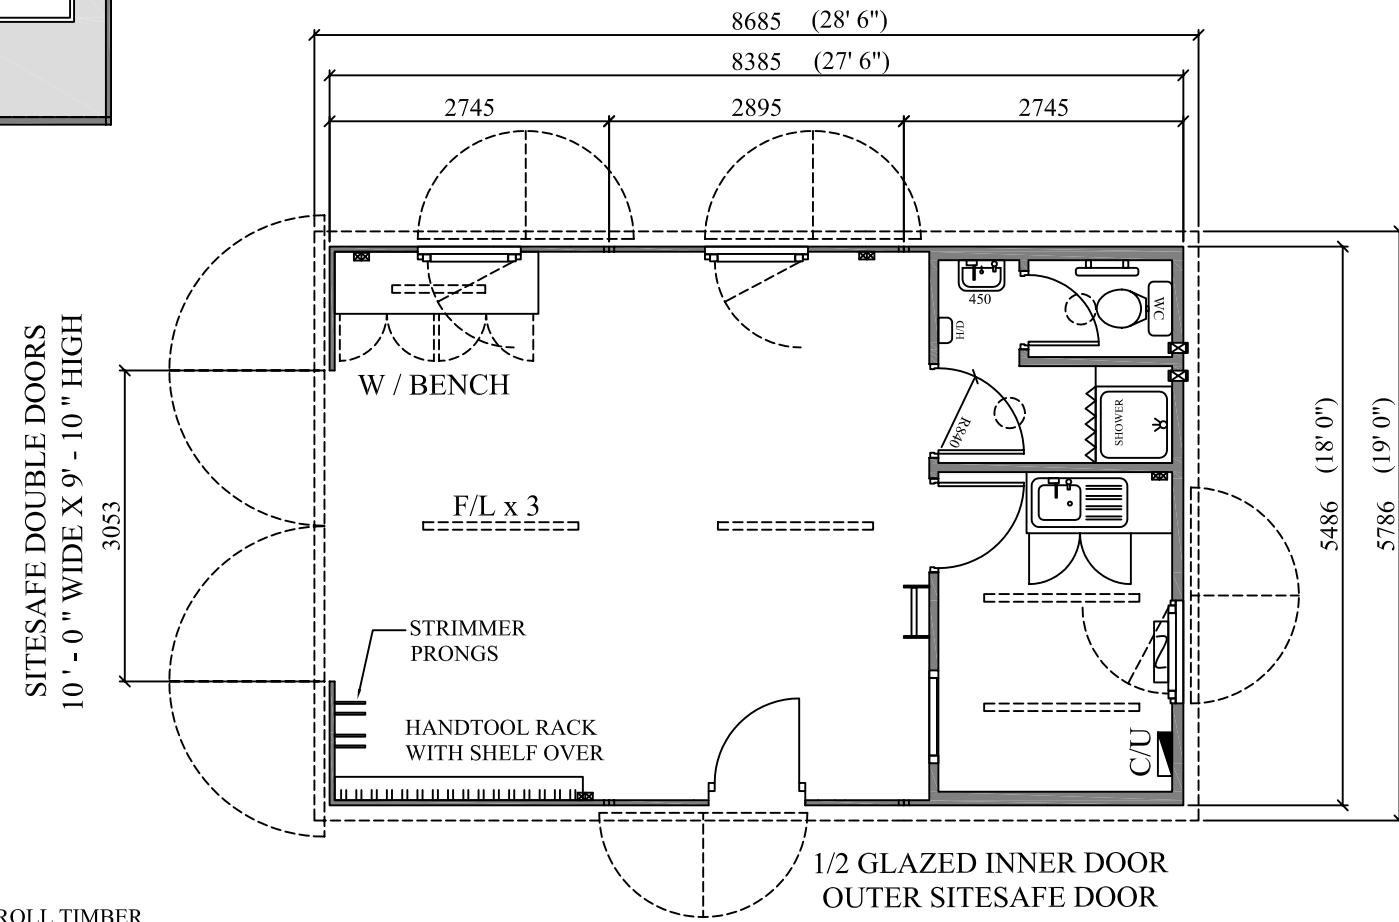 8685 (28' 6")
8385 (27' 6")
2745
2895
2745
SITESAFE DOUBLE DOORS
10 ' - 0 " WIDE X 9' - 10 " HIGH
3053
W / BENCH
450
H/D
WC
R840
SHOWER
5486 (18' 0")
5786 (19' 0")
F/L x 3
STRIMMER
PRONGS
HANDTOOL RACK
WITH SHELF OVER
C/U
1/2 GLAZED INNER DOOR
OUTER SITESAFE DOOR
ROLL TIMBER